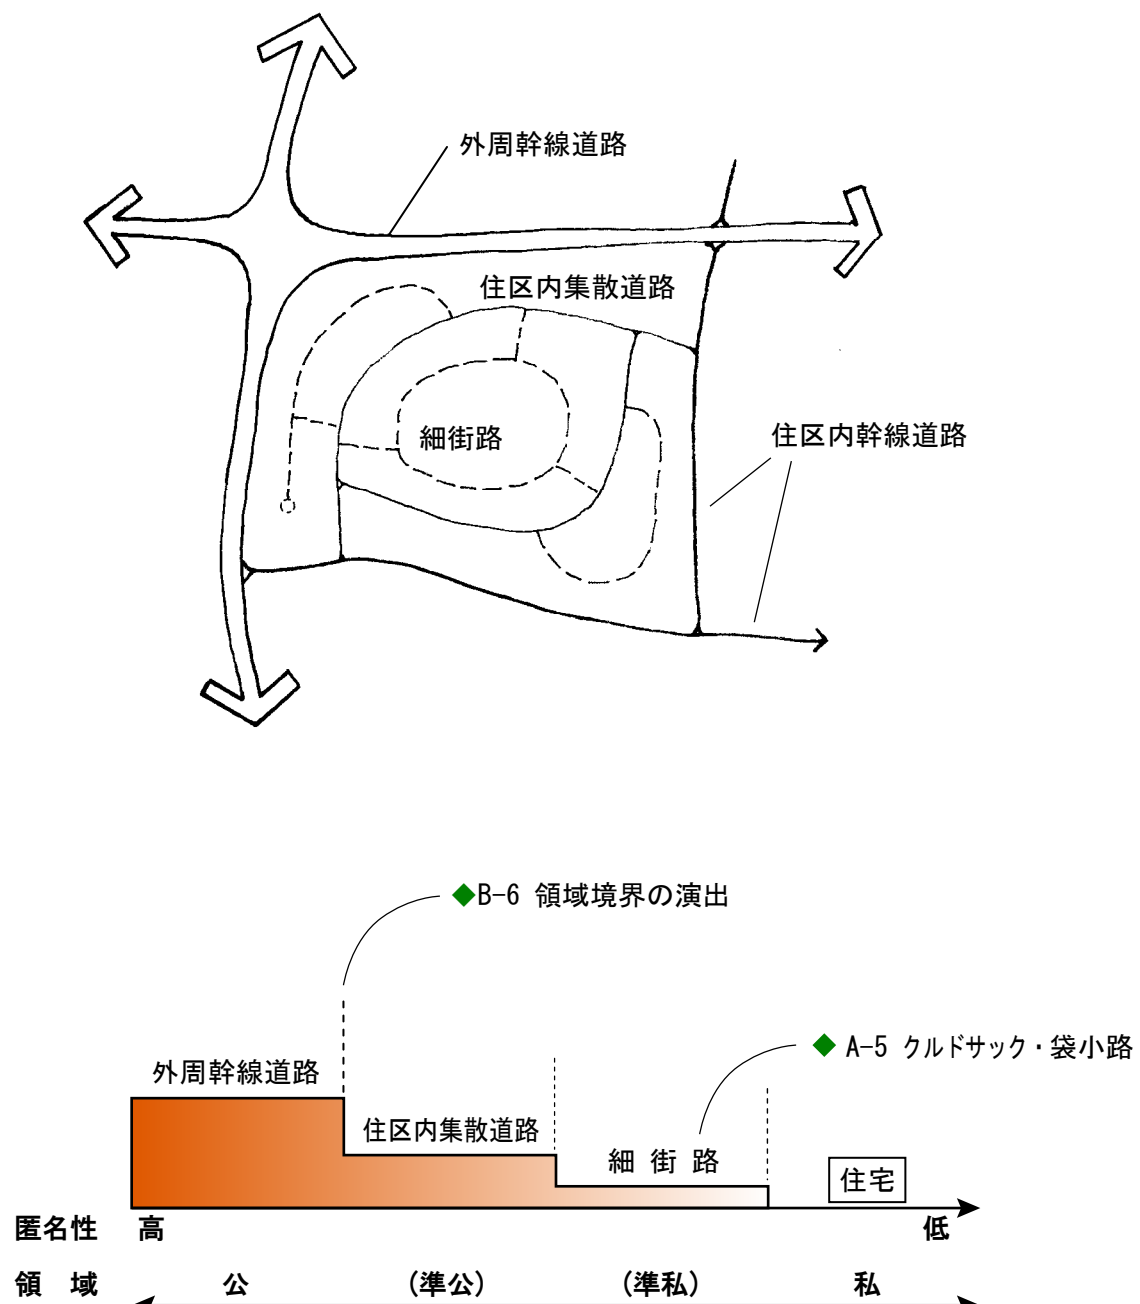 外周幹線道路
住区内集散道路
細街路
住区内幹線道路
◆B-6 領域境界の演出
◆ A-5 クルドサック・袋小路
外周幹線道路
住区内集散道路
細 街 路
住宅
匿名性 高 低
領 域 公 (準公) (準私) 私